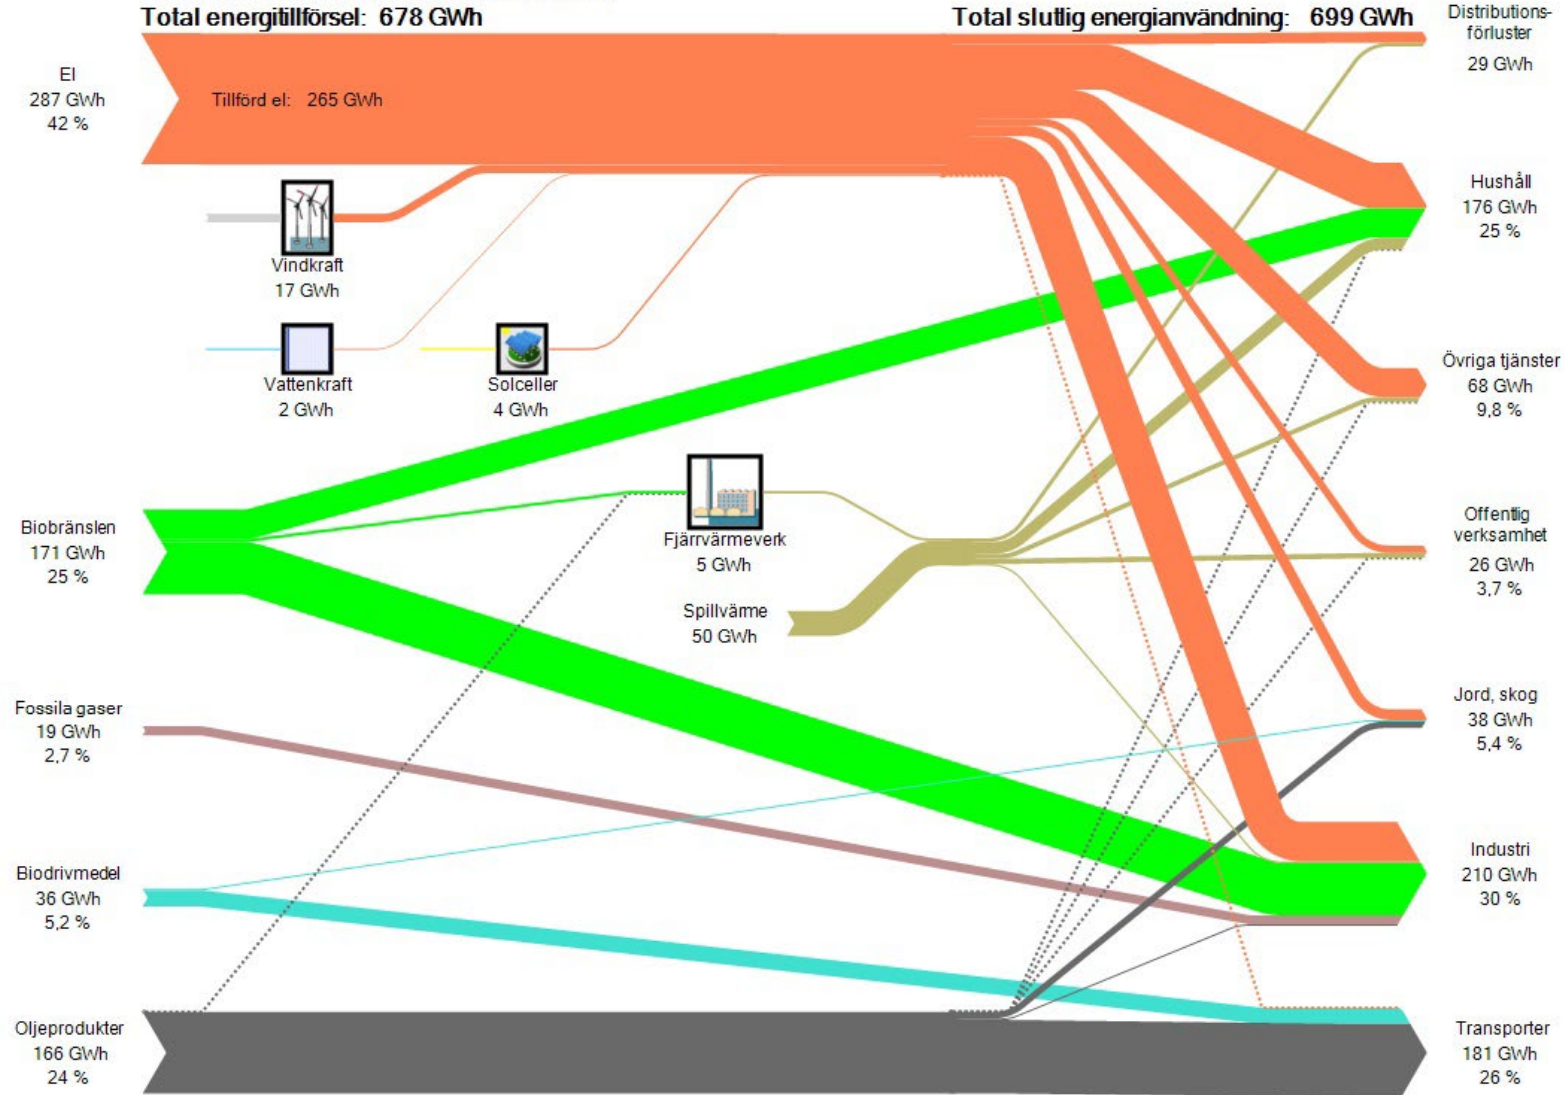 Total energitillförsel: 678 GWh
Total slutlig energianvändning: 699 GWh
Distributions-
förluster
29 GWh
El
287 GWh
42 %
Tillförd el: 265 GWh
Vindkraft
17 GWh
Vattenkraft
2 GWh
Solceller
4 GWh
Hushåll
176 GWh
25 %
Övriga tjänster
68 GWh
9,8 %
Biobränslen
171 GWh
25 %
Fjärrvärmeverk
5 GWh
Spillvärme
50 GWh
Offentlig
verksamhet
26 GWh
3,7 %
Fossila gaser
19 GWh
2,7 %
Jord, skog
38 GWh
5,4 %
Biodrivmedel
36 GWh
5,2 %
Industri
210 GWh
30 %
Oljeprodukter
166 GWh
24 %
Transporter
181 GWh
26 %